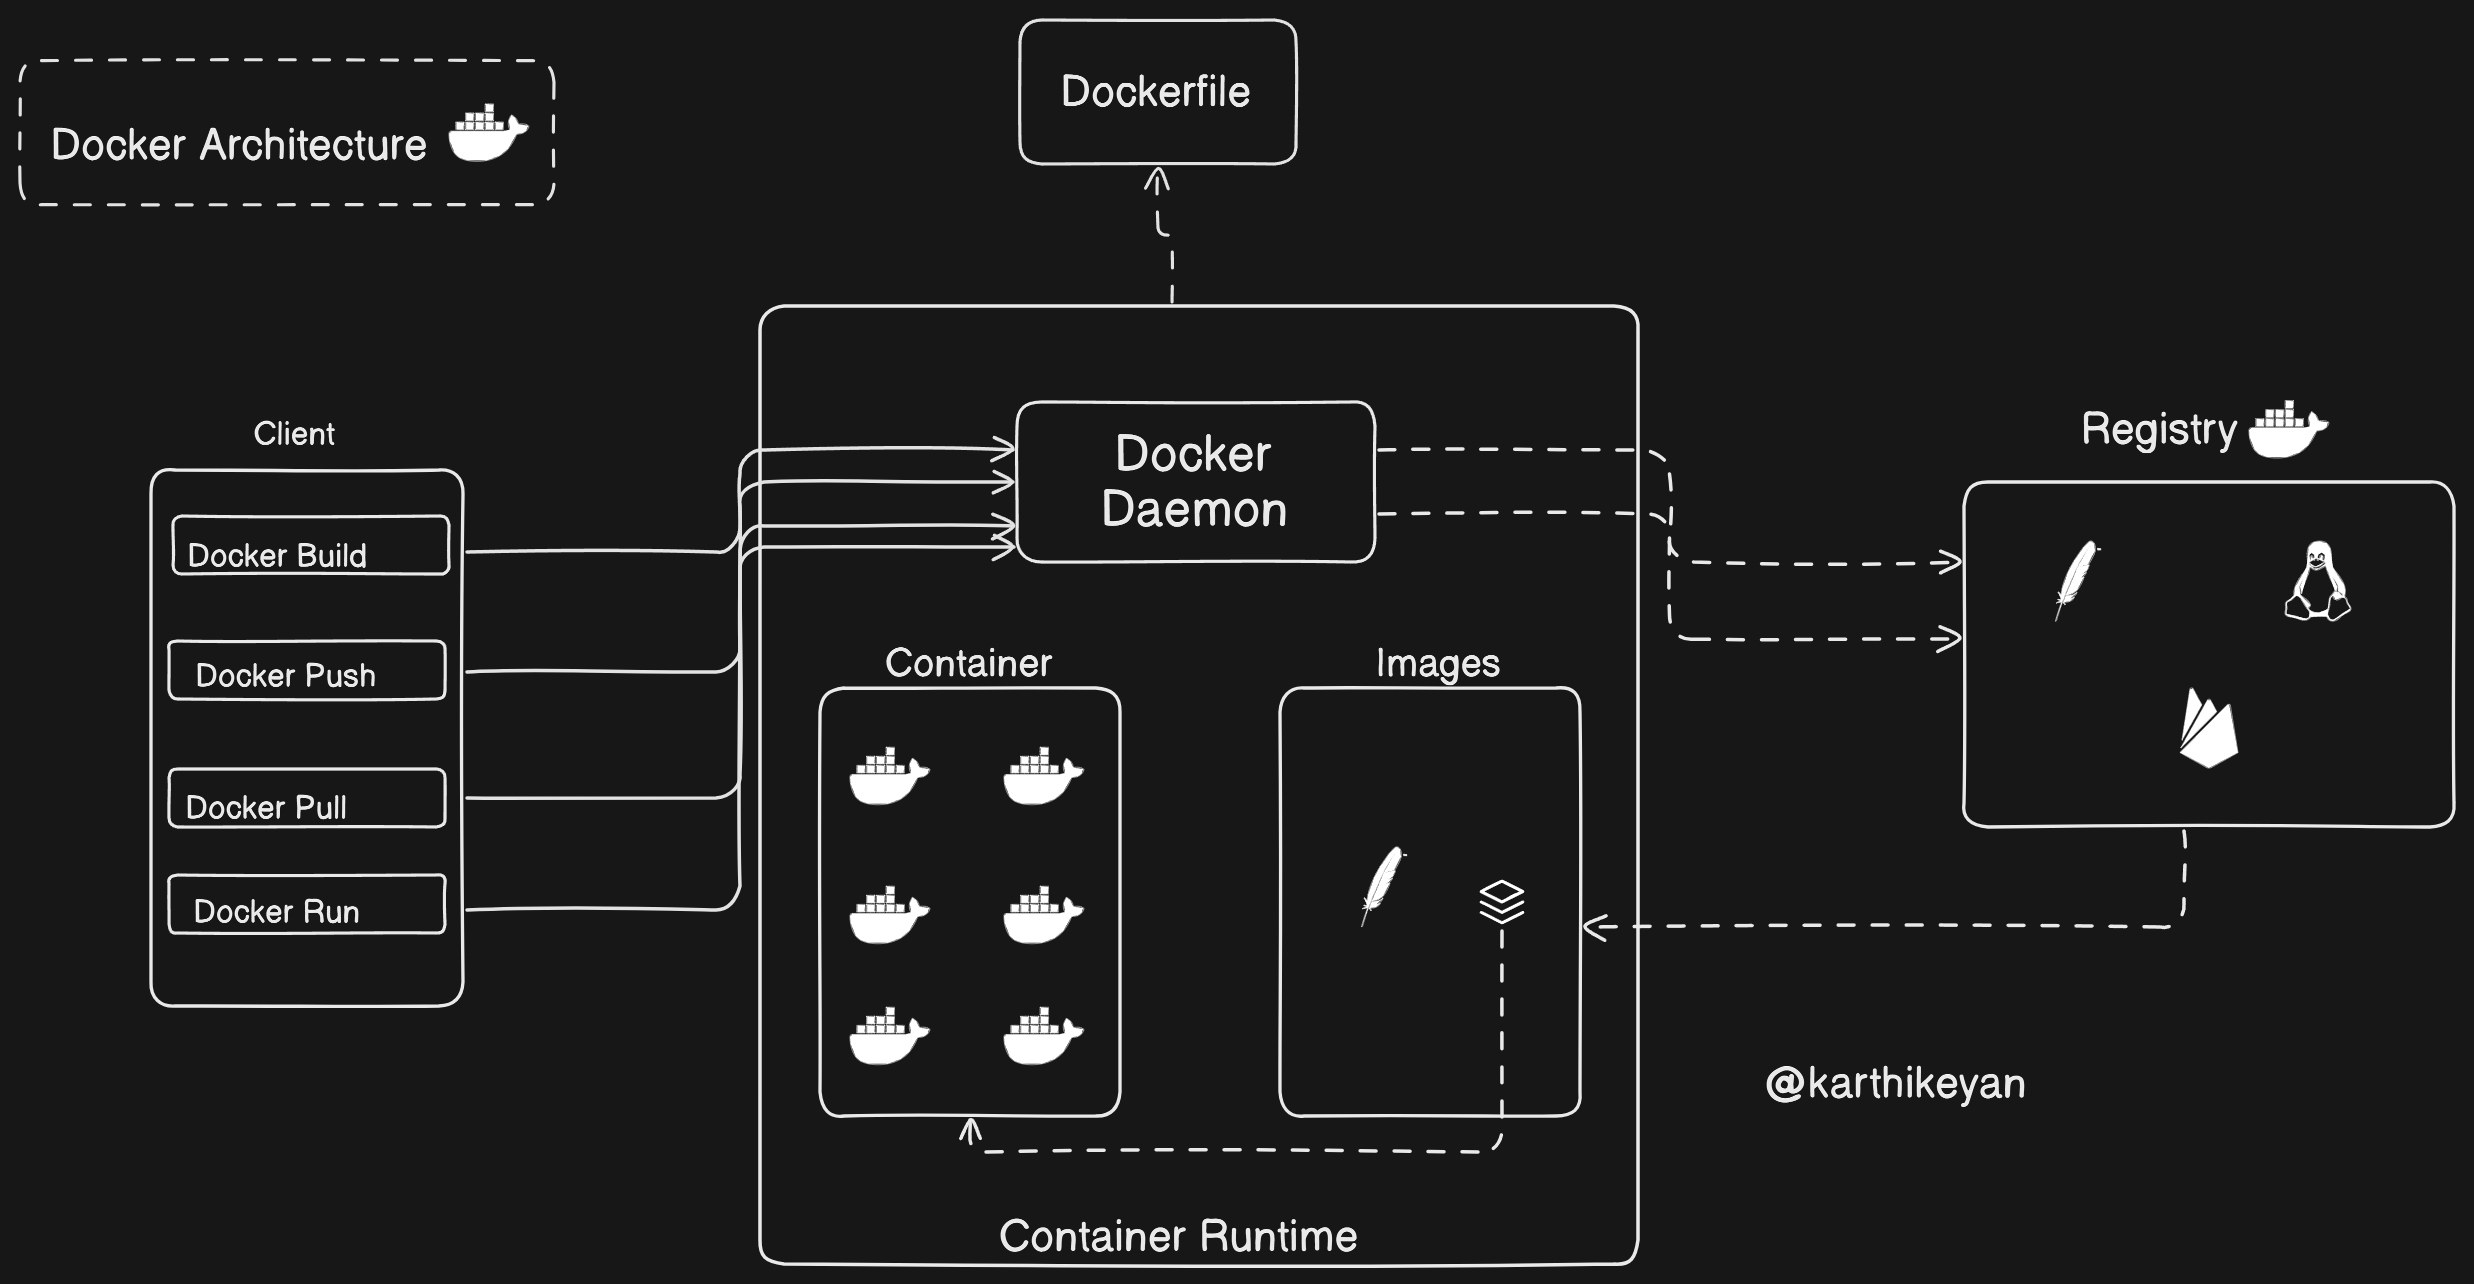 Docker Architecture
Dockerfile
Client
Docker Build
Docker Push
Docker Pull
Docker Run
Docker
Daemon
Container
Images
Container Runtime
Registry
@karthikeyan